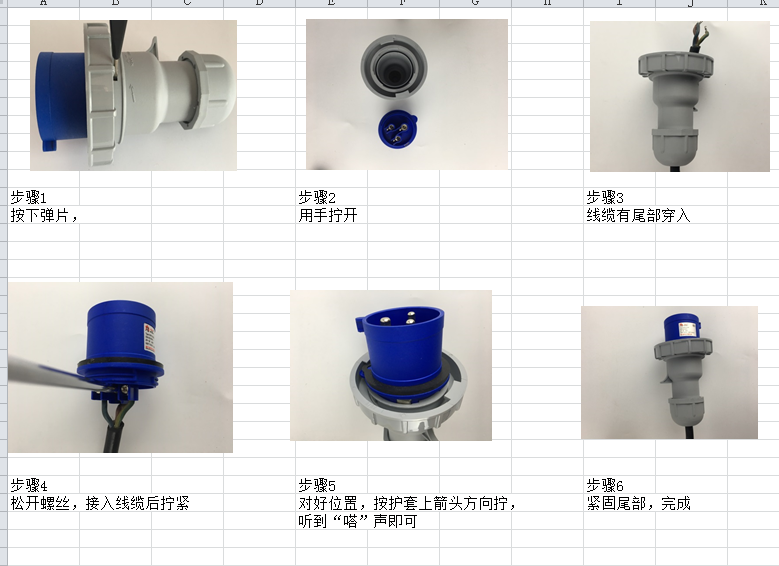 A B C D E F G H I J K
步骤1
按下弹片，
步骤2
用手拧开
步骤3
线缆有尾部穿入
步骤4
松开螺丝，接入线缆后拧紧
步骤5
对好位置，按护套上箭头方向拧，
听到“嗒”声即可
步骤6
紧固尾部，完成